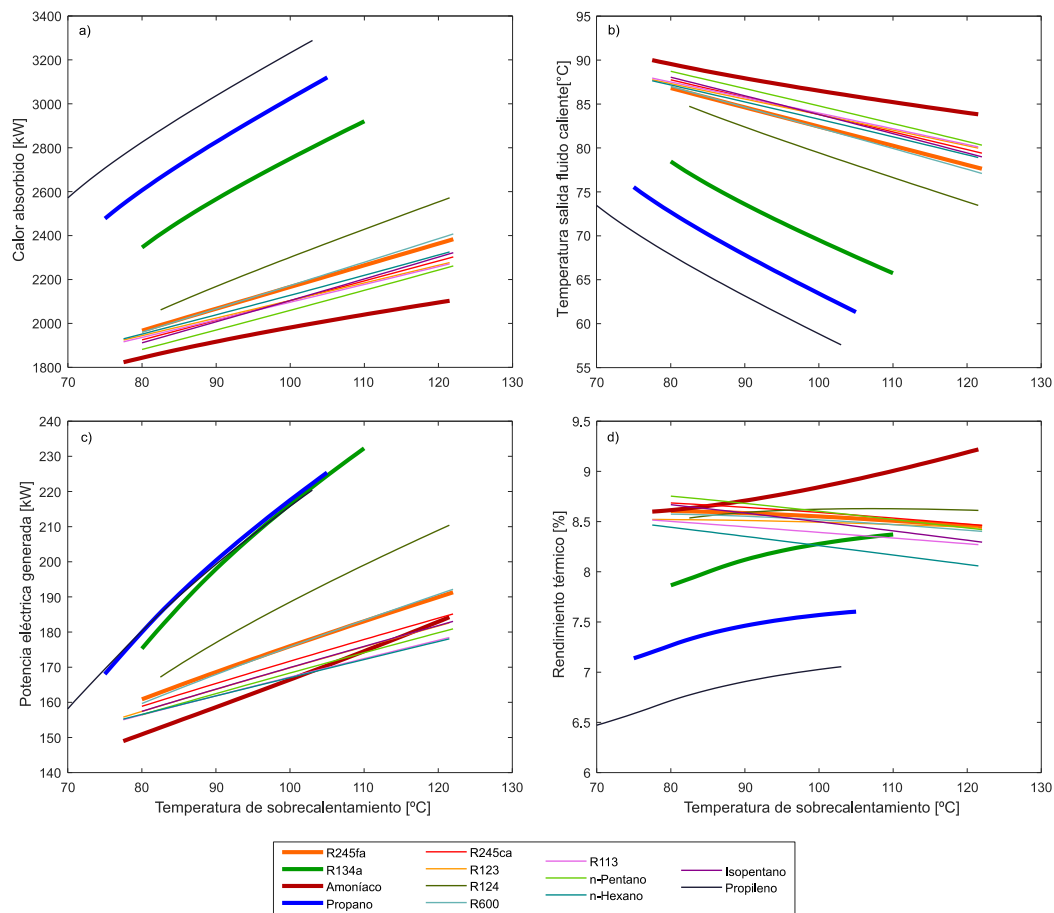 a)
Calor absorbido [kW]
3400
3200
3000
2800
2600
2400
2200
2000
1800
70 80 90 100 110 120 130
b)
Temperatura salida fluido caliente[°C]
95
90
85
80
75
70
65
60
55
70 80 90 100 110 120 130
c)
Potencia aléctrica generada [kW]
240
230
220
210
200
190
180
170
160
150
140
70 80 90 100 110 120 130
Temperatura de sobrecalentamiento [ºC]
d)
Rendimiento térmico [%]
9.5
9
8.5
8
7.5
7
6.5
6
70 80 90 100 110 120 130
Temperatura de sobrecalentamiento [ºC]
R245fa
R134a
Amoníaco
Propano
R245ca
R123
R124
R600
R113
n-Pentano
n-Hexano
Isopentano
Propileno